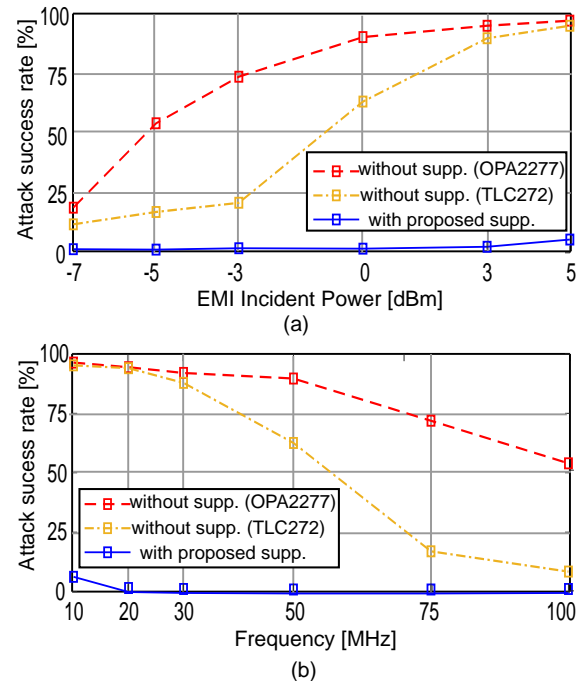 Attack success rate [%]
100
75
50
25
0
without supp. (OPA2277)
without supp. (TLC272)
with proposed supp.
-7
-5
-3
0
3
5
EMI Incident Power [dBm]
(a)
Attack success rate [%]
100
75
50
25
0
without supp. (OPA2277)
without supp. (TLC272)
with proposed supp.
10
20
30
50
75
100
Frequency [MHz]
(b)